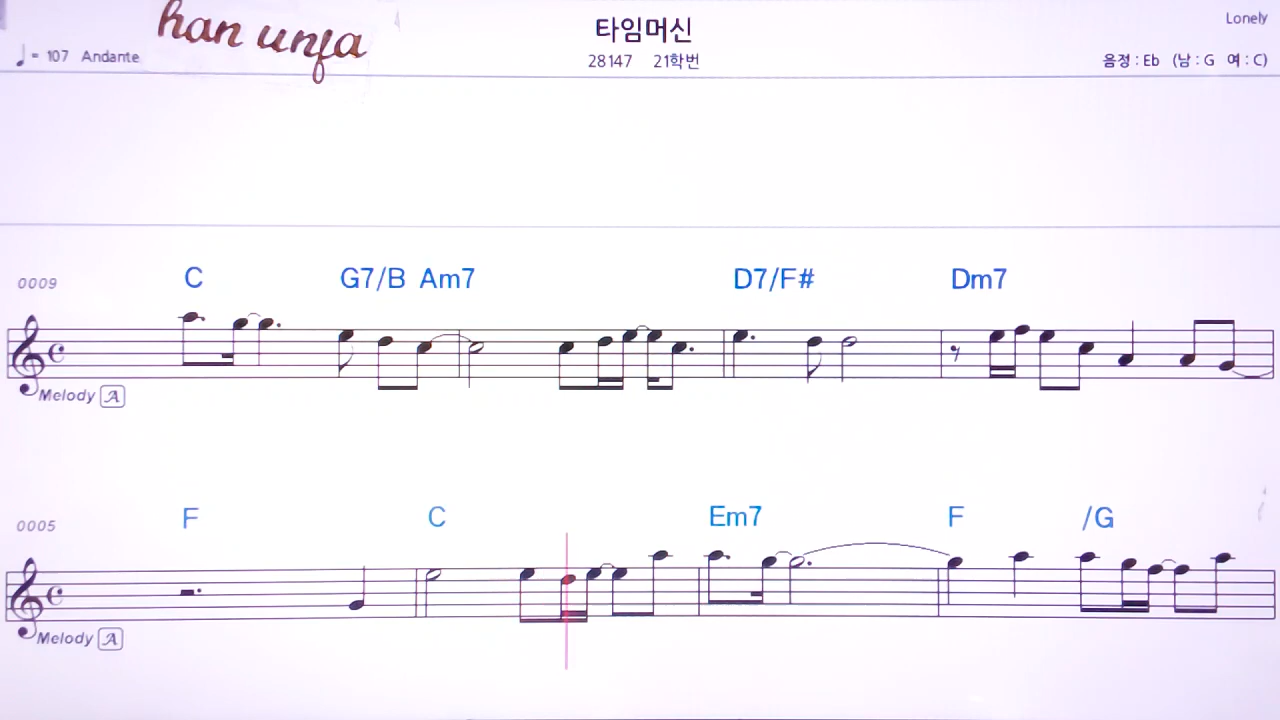 han unja
타임머신
Lonely
♩= 107 Andante
28147 21학번
음정 : Eb (남 : G 여 : C)
0009
C G7/B Am7 D7/F# Dm7
Melody A
0005
F C Em7 F /G
Melody A